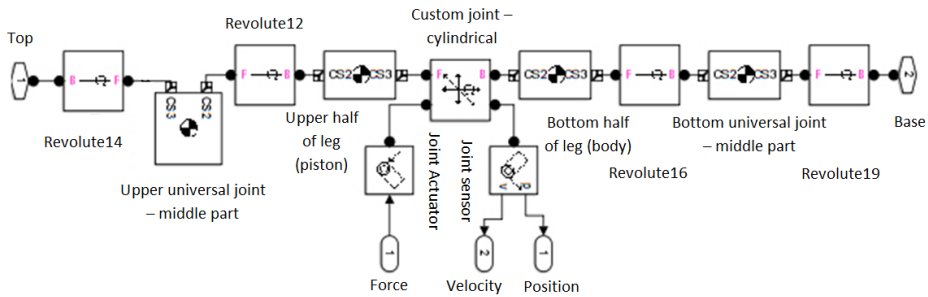 Custom joint –
cylindrical
Revolute12
Top
1
B F
CS3 CS2
F B
CS2 CS3
F B
CS2 CS3
F B
CS2 CS3
F B
2
Revolute14
Upper half
of leg
(piston)
Bottom half
of leg (body)
Bottom universal joint
– middle part
Base
Upper universal joint
– middle part
Joint Actuator
Joint sensor
Revolute16
Revolute19
v p
1
2
1
Force
Velocity
Position